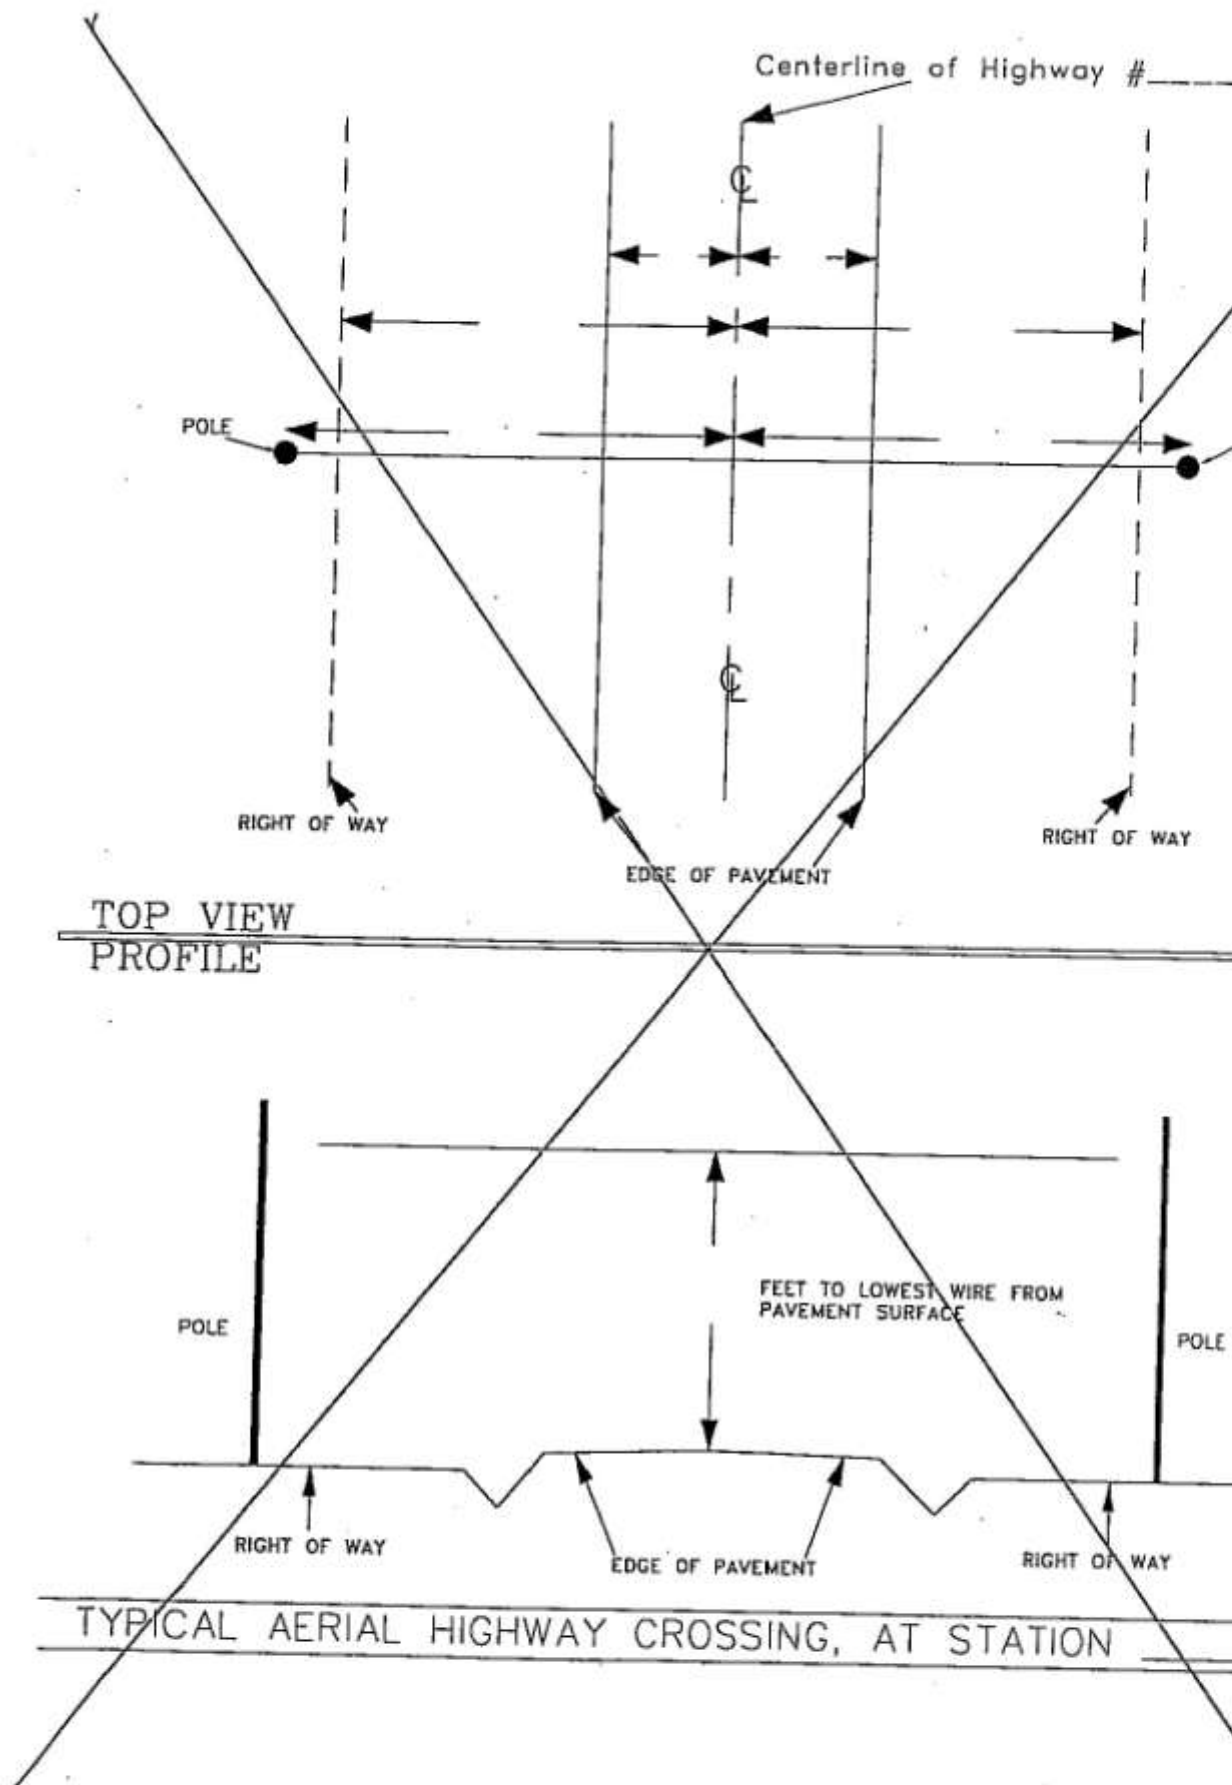 Centerline of Highway #____
℄
POLE
℄
RIGHT OF WAY
RIGHT OF WAY
EDGE OF PAVEMENT
TOP VIEW
PROFILE
FEET TO LOWEST WIRE FROM
PAVEMENT SURFACE
POLE
POLE
RIGHT OF WAY
EDGE OF PAVEMENT
RIGHT OF WAY
TYPICAL AERIAL HIGHWAY CROSSING, AT STATION ____